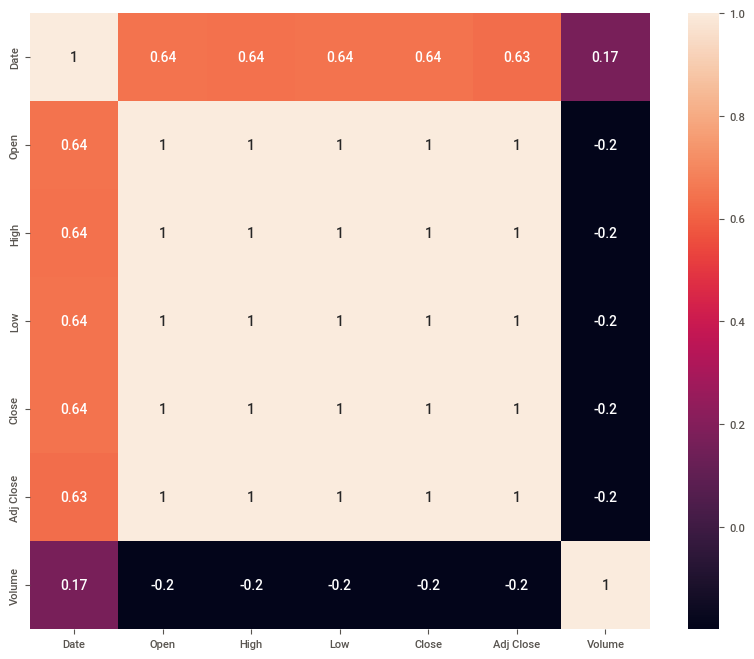 Date 1 0.64 0.64 0.64 0.64 0.63 0.17
Open 0.64 1 1 1 1 1 -0.2
High 0.64 1 1 1 1 1 -0.2
Low 0.64 1 1 1 1 1 -0.2
Close 0.64 1 1 1 1 1 -0.2
Adj Close 0.63 1 1 1 1 1 -0.2
Volume 0.17 -0.2 -0.2 -0.2 -0.2 -0.2 1
Date Open High Low Close Adj Close Volume
1.0
0.8
0.6
0.4
0.2
0.0